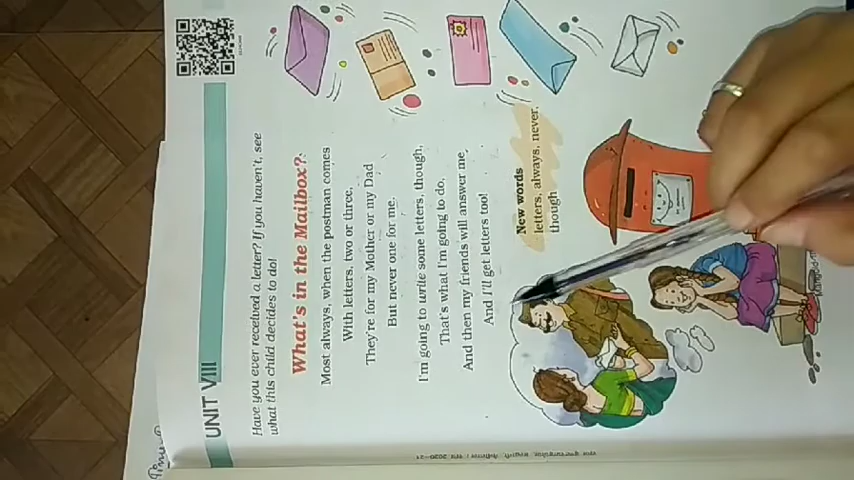 UNIT VIII
Have you ever received a letter? If you haven't, see
what this child decides to do!
What's in the Mailbox?
Most always, when the postman comes
With letters, two or three,
They're for my Mother or my Dad
But never one for me.
I'm going to write some letters, though,
That's what I'm going to do.
And then my friends will answer me,
And I'll get letters too!
New words
letters, always, never,
though